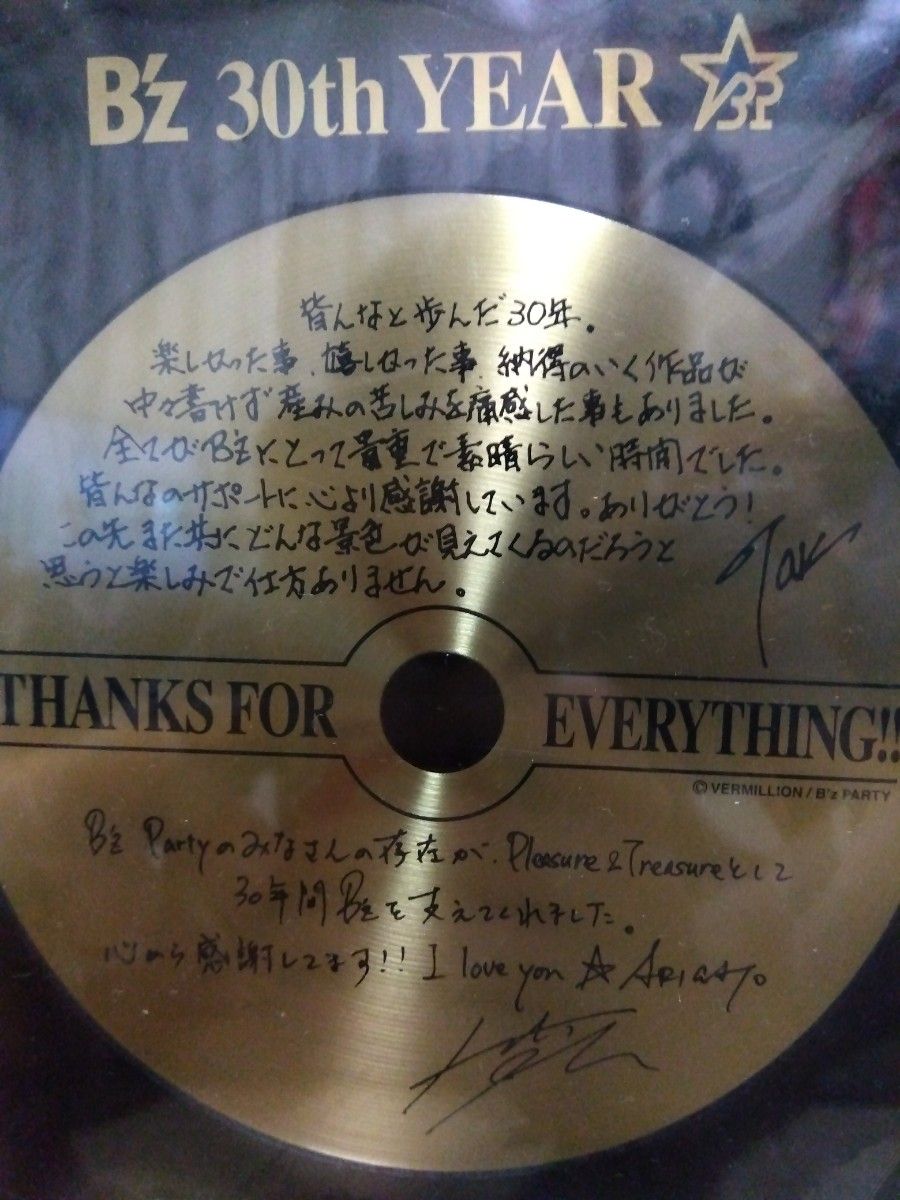 B'z 30th YEAR
皆んなと歩んだ30年。
楽しかった事、嬉しかった事、納得のいく作品が
中々書けず産みの苦しみを痛感した事もありました。
全てがB'zにとって貴重で素晴らしい時間でした。
皆んなのサポートに心より感謝しています。ありがとう!
この先また共にどんな景色が見えてくるのだろうと
思うと楽しみで仕方ありません。
Tak
THANKS FOR EVERYTHING!!
© VERMILLION / B'z PARTY
B'z Partyのみなさんの存在が、Pleasure & Treasureとして
30年間B'zを支えてくれました。
心から感謝してます!! I love you ☆ ARIGATO。